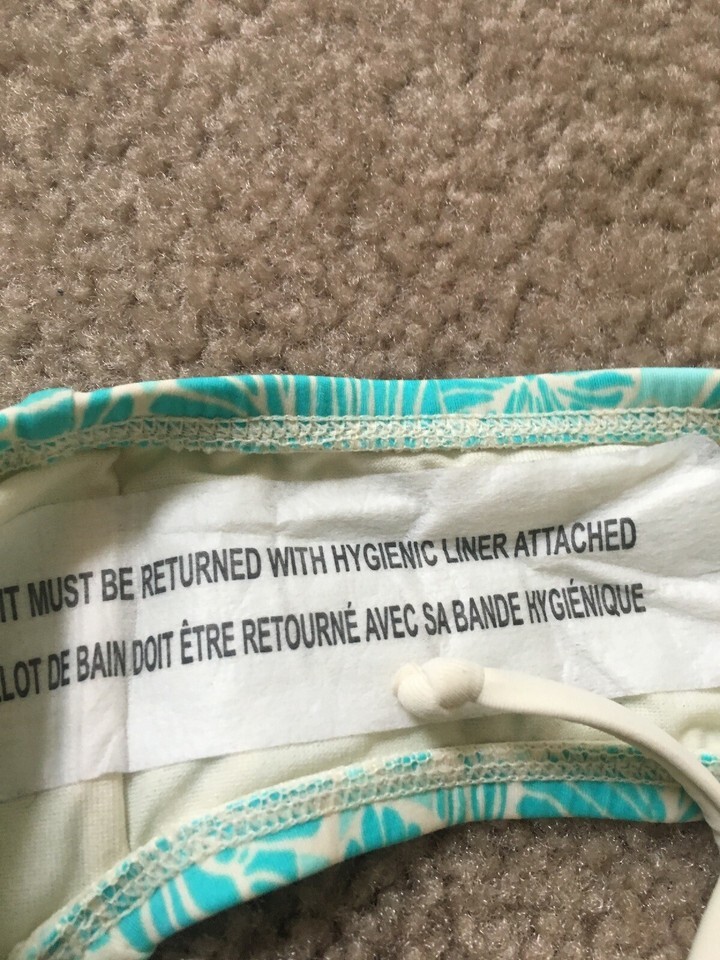 IT MUST BE RETURNED WITH HYGIENIC LINER ATTACHED
LOT DE BAIN DOIT ÊTRE RETOURNÉ AVEC SA BANDE HYGIÉNIQUE